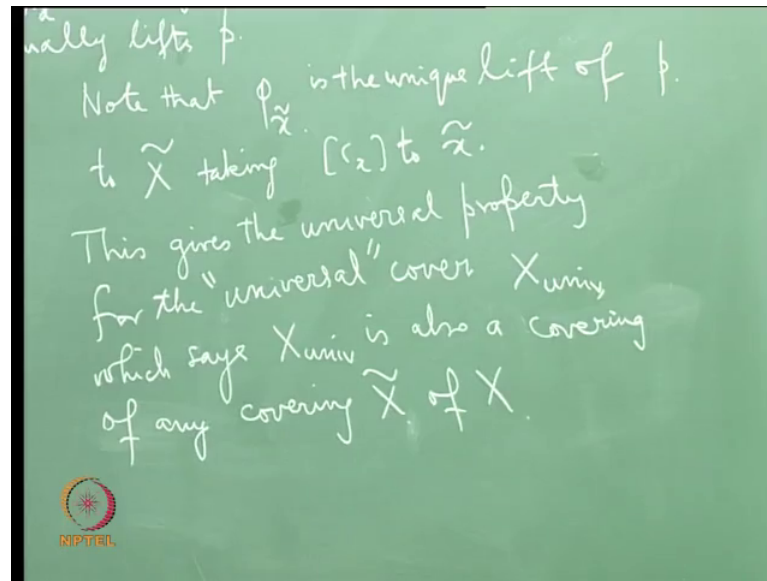 ually lifts p.
Note that φ_x̃ is the unique lift of p.
to X̃ taking [c_x] to x̃.
This gives the universal property
for the "universal" cover X_univ,
which says X_univ is also a covering
of any covering X̃ of X.
NPTEL